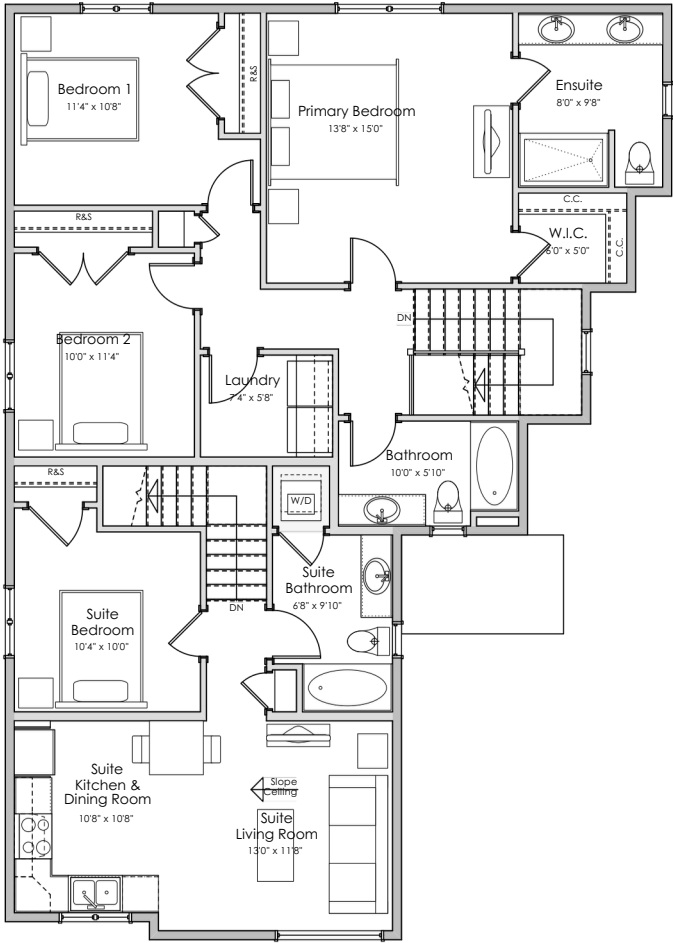 Bedroom 1
11'4" x 10'8"
R&S
Primary Bedroom
13'8" x 15'0"
Ensuite
8'0" x 9'8"
C.C.
W.I.C.
6'0" x 5'0"
C.C.
R&S
Bedroom 2
10'0" x 11'4"
DN
Laundry
7'4" x 5'8"
Bathroom
10'0" x 5'10"
R&S
W/D
Suite
Bathroom
6'8" x 9'10"
DN
Suite
Bedroom
10'4" x 10'0"
Suite
Kitchen &
Dining Room
10'8" x 10'8"
Slope
Ceiling
Suite
Living Room
13'0" x 11'8"